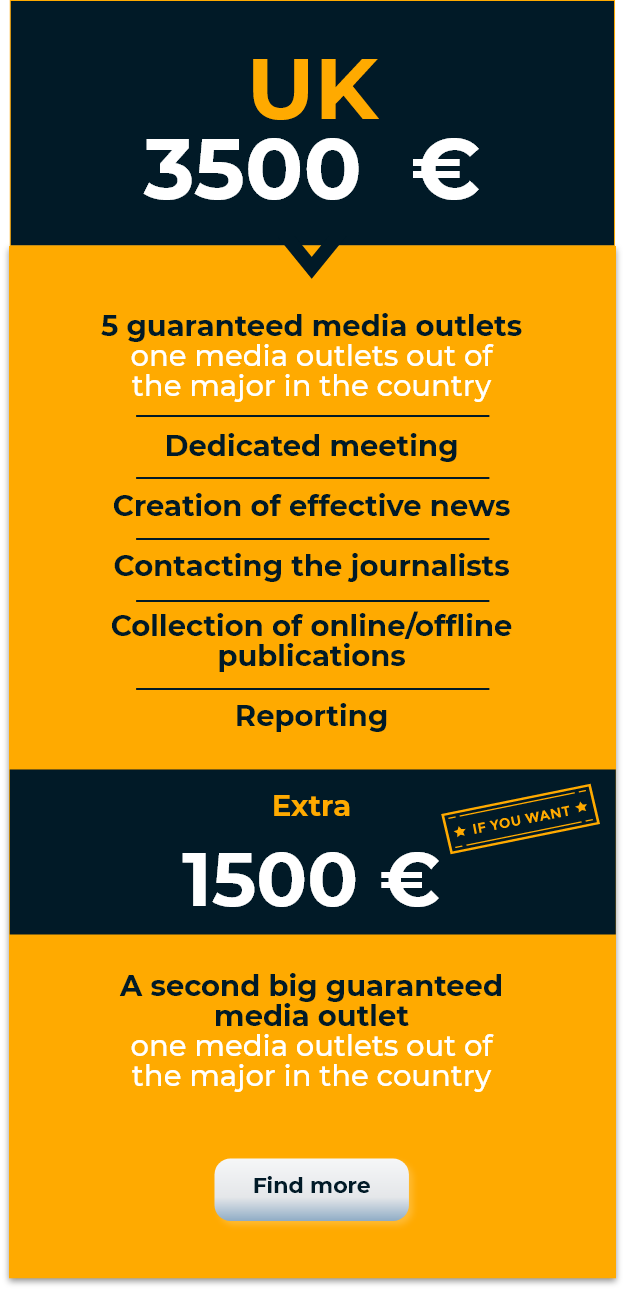 UK
3500 €
5 guaranteed media outlets
one media outlets out of
the major in the country
Dedicated meeting
Creation of effective news
Contacting the journalists
Collection of online/offline
publications
Reporting
Extra
IF YOU WANT
1500 €
A second big guaranteed
media outlet
one media outlets out of
the major in the country
Find more